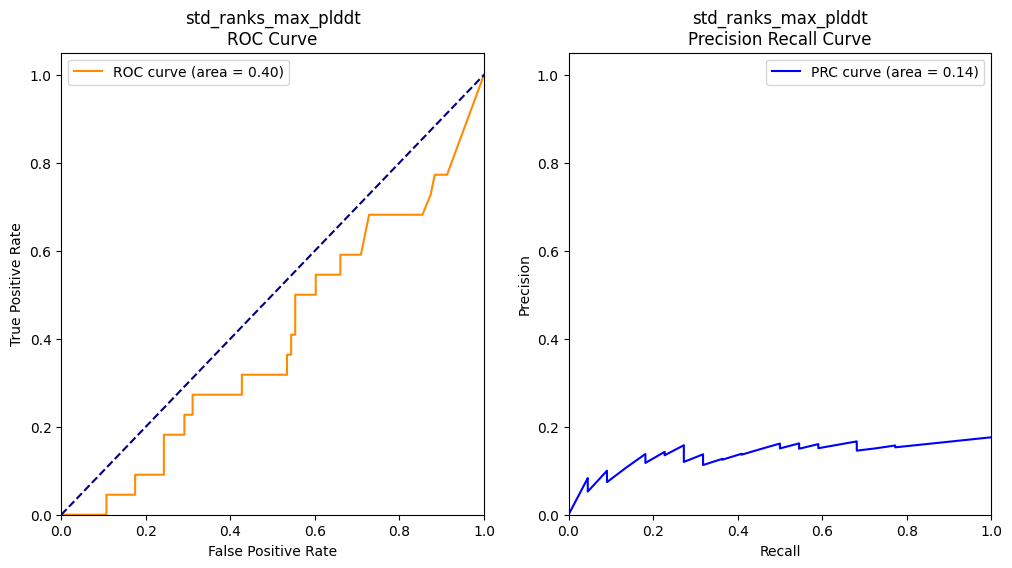 std_ranks_max_plddt
ROC Curve
ROC curve (area = 0.40)
True Positive Rate
1.0
0.8
0.6
0.4
0.2
0.0
0.0 0.2 0.4 0.6 0.8 1.0
False Positive Rate
std_ranks_max_plddt
Precision Recall Curve
PRC curve (area = 0.14)
Precision
1.0
0.8
0.6
0.4
0.2
0.0
0.0 0.2 0.4 0.6 0.8 1.0
Recall